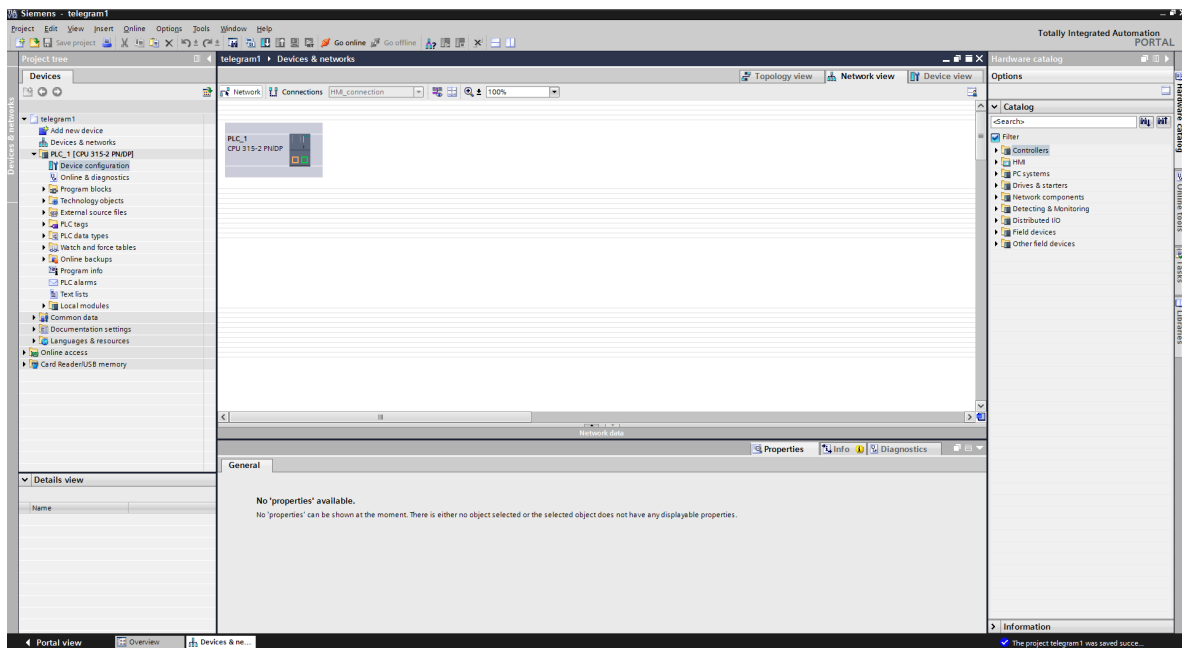 Siemens - telegram1
Project Edit View Insert Online Options Tools Window Help
Totally Integrated Automation
PORTAL
Save project
Go online
Go offline
Project tree
Devices
telegram1
Add new device
Devices & networks
PLC_1 [CPU 315-2 PN/DP]
Device configuration
Online & diagnostics
Program blocks
Technology objects
External source files
PLC tags
PLC data types
Watch and force tables
Online backups
Program info
PLC alarms
Text lists
Local modules
Common data
Documentation settings
Languages & resources
Online access
Card Reader/USB memory
Details view
Name
Devices & networks
telegram1 Devices & networks
Topology view Network view Device view
Network Connections HMI_connection 100%
PLC_1
CPU 315-2 PN/DP
Network data
Properties Info Diagnostics
General
No 'properties' available.
No 'properties' can be shown at the moment. There is either no object selected or the selected object does not have any displayable properties.
Hardware catalog
Options
Catalog
<Search>
Filter
Controllers
HMI
PC systems
Drives & starters
Network components
Detecting & Monitoring
Distributed I/O
Field devices
Other field devices
Information
Hardware catalog
Online tools
Tasks
Libraries
Portal view
Overview
Devices & ne...
The project telegram1 was saved succe...